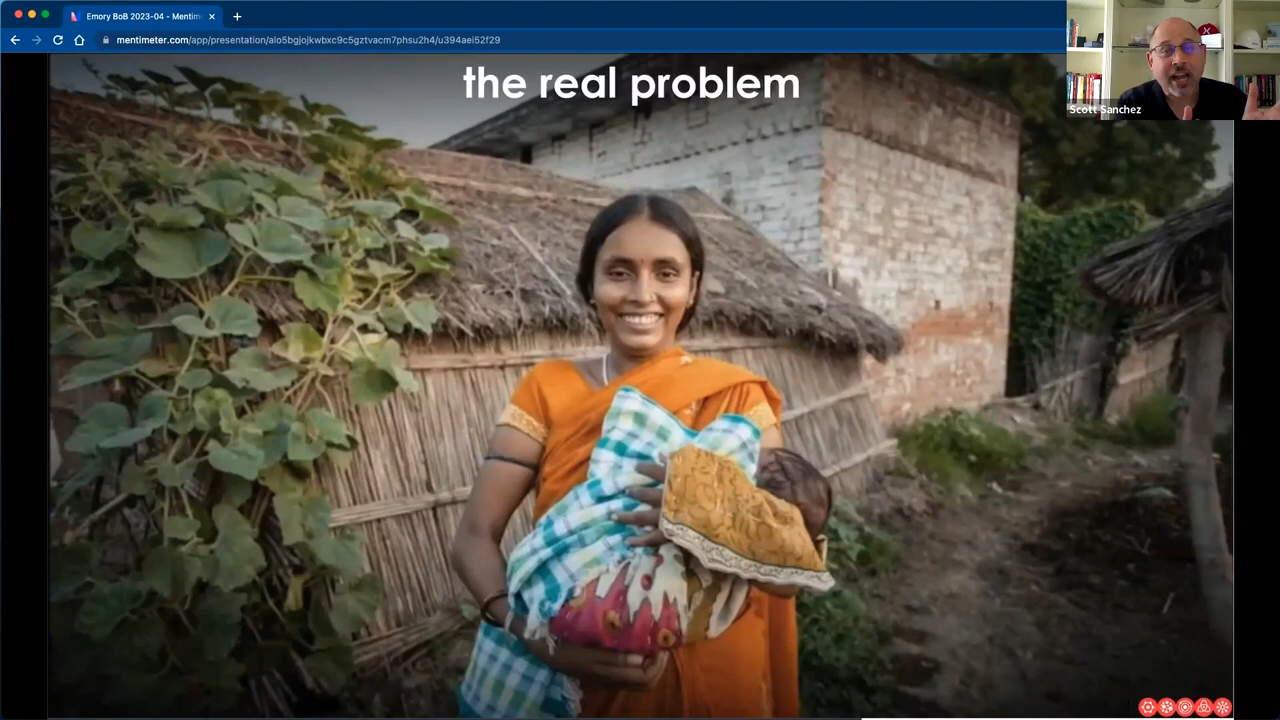 Emory BoB 2023-04 - Mentim
mentimeter.com/app/presentation/alo5bgjojkwbxc9c5gztvacm7phsu2h4/u394aei52f29
the real problem
Scott Sanchez